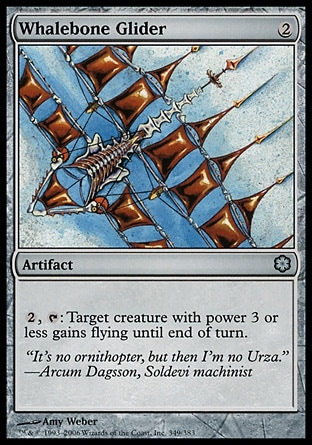 Whalebone Glider 2
Artifact
2, T: Target creature with power 3 or
less gains flying until end of turn.
"It's no ornithopter, but then I'm no Urza."
—Arcum Dagsson, Soldevi machinist
Amy Weber
™ & © 1993–2006 Wizards of the Coast, Inc. 349/383